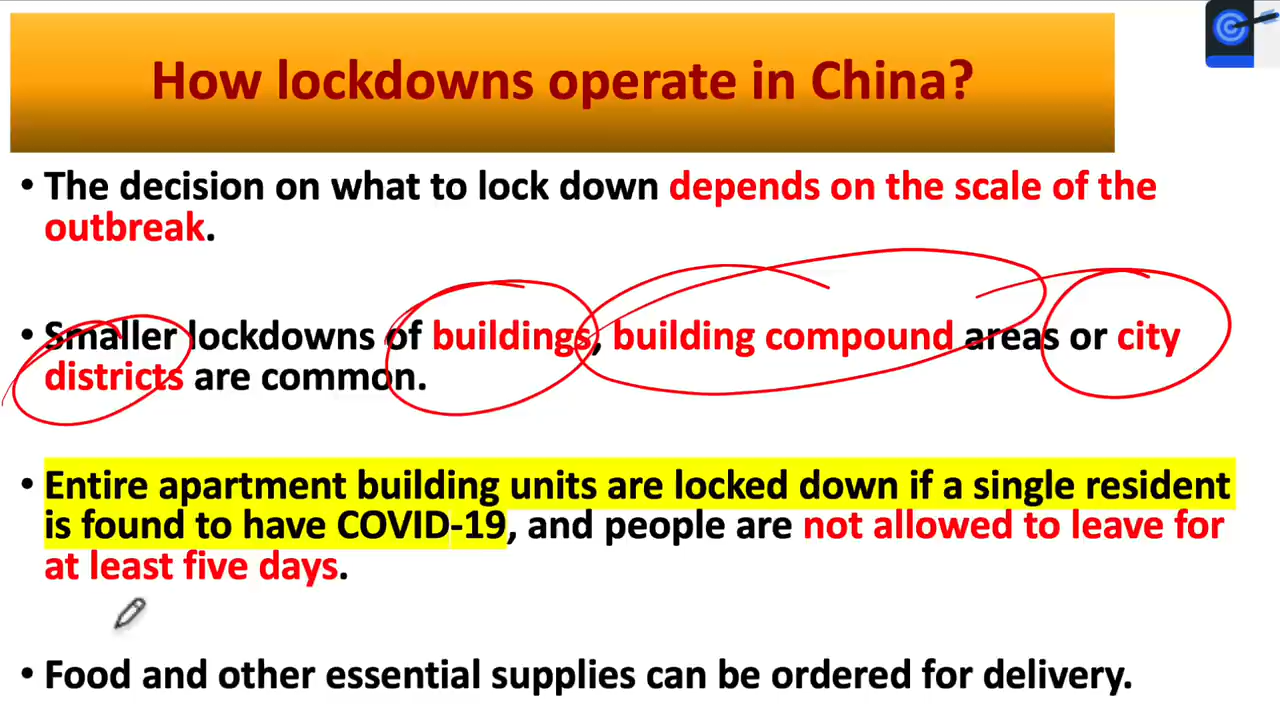 How lockdowns operate in China?
• The decision on what to lock down depends on the scale of the
outbreak.
• Smaller lockdowns of buildings, building compound areas or city
districts are common.
• Entire apartment building units are locked down if a single resident
is found to have COVID-19, and people are not allowed to leave for
at least five days.
• Food and other essential supplies can be ordered for delivery.